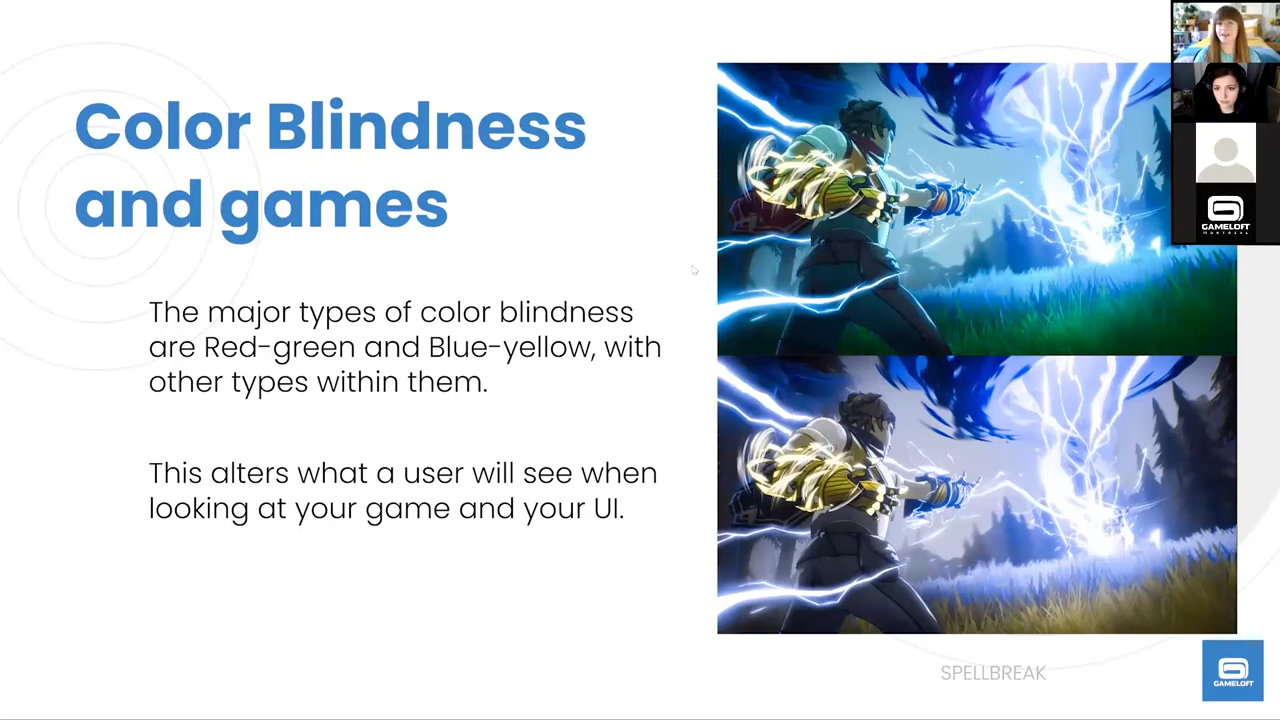 Color Blindness
and games
The major types of color blindness
are Red-green and Blue-yellow, with
other types within them.
This alters what a user will see when
looking at your game and your UI.
SPELLBREAK
GAMELOFT
MONTREAL
GAMELOFT